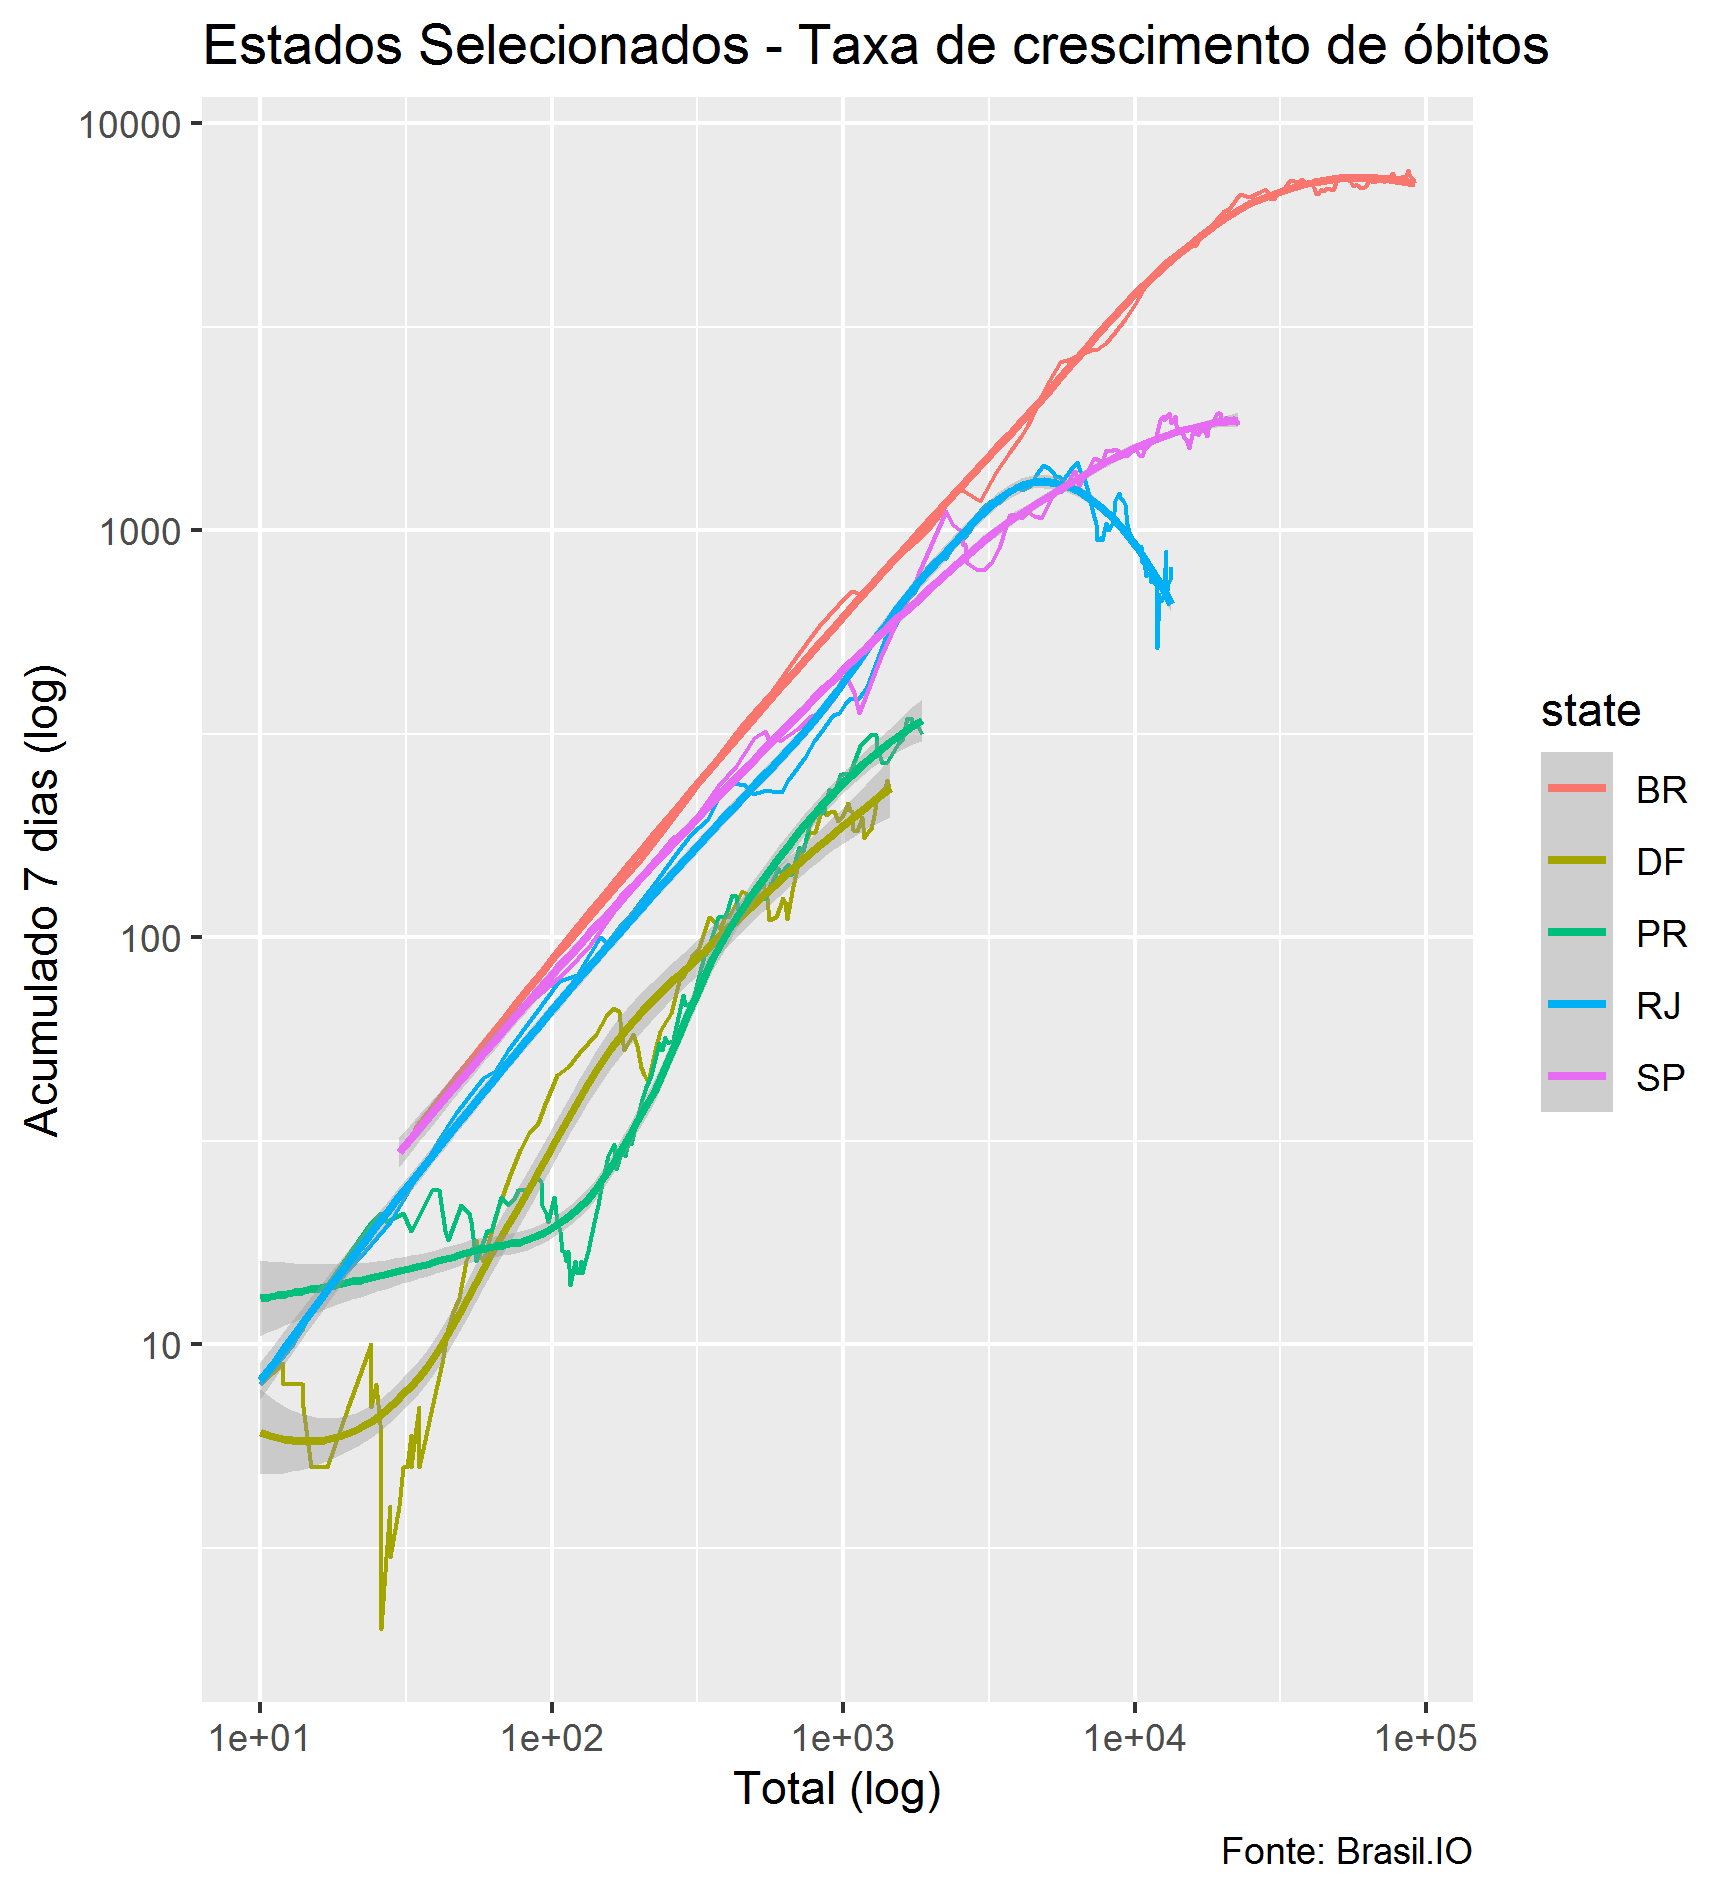 Estados Selecionados - Taxa de crescimento de óbitos
10000
1000
100
10
Acumulado 7 dias (log)
1e+01 1e+02 1e+03 1e+04 1e+05
Total (log)
state
BR
DF
PR
RJ
SP
Fonte: Brasil.IO